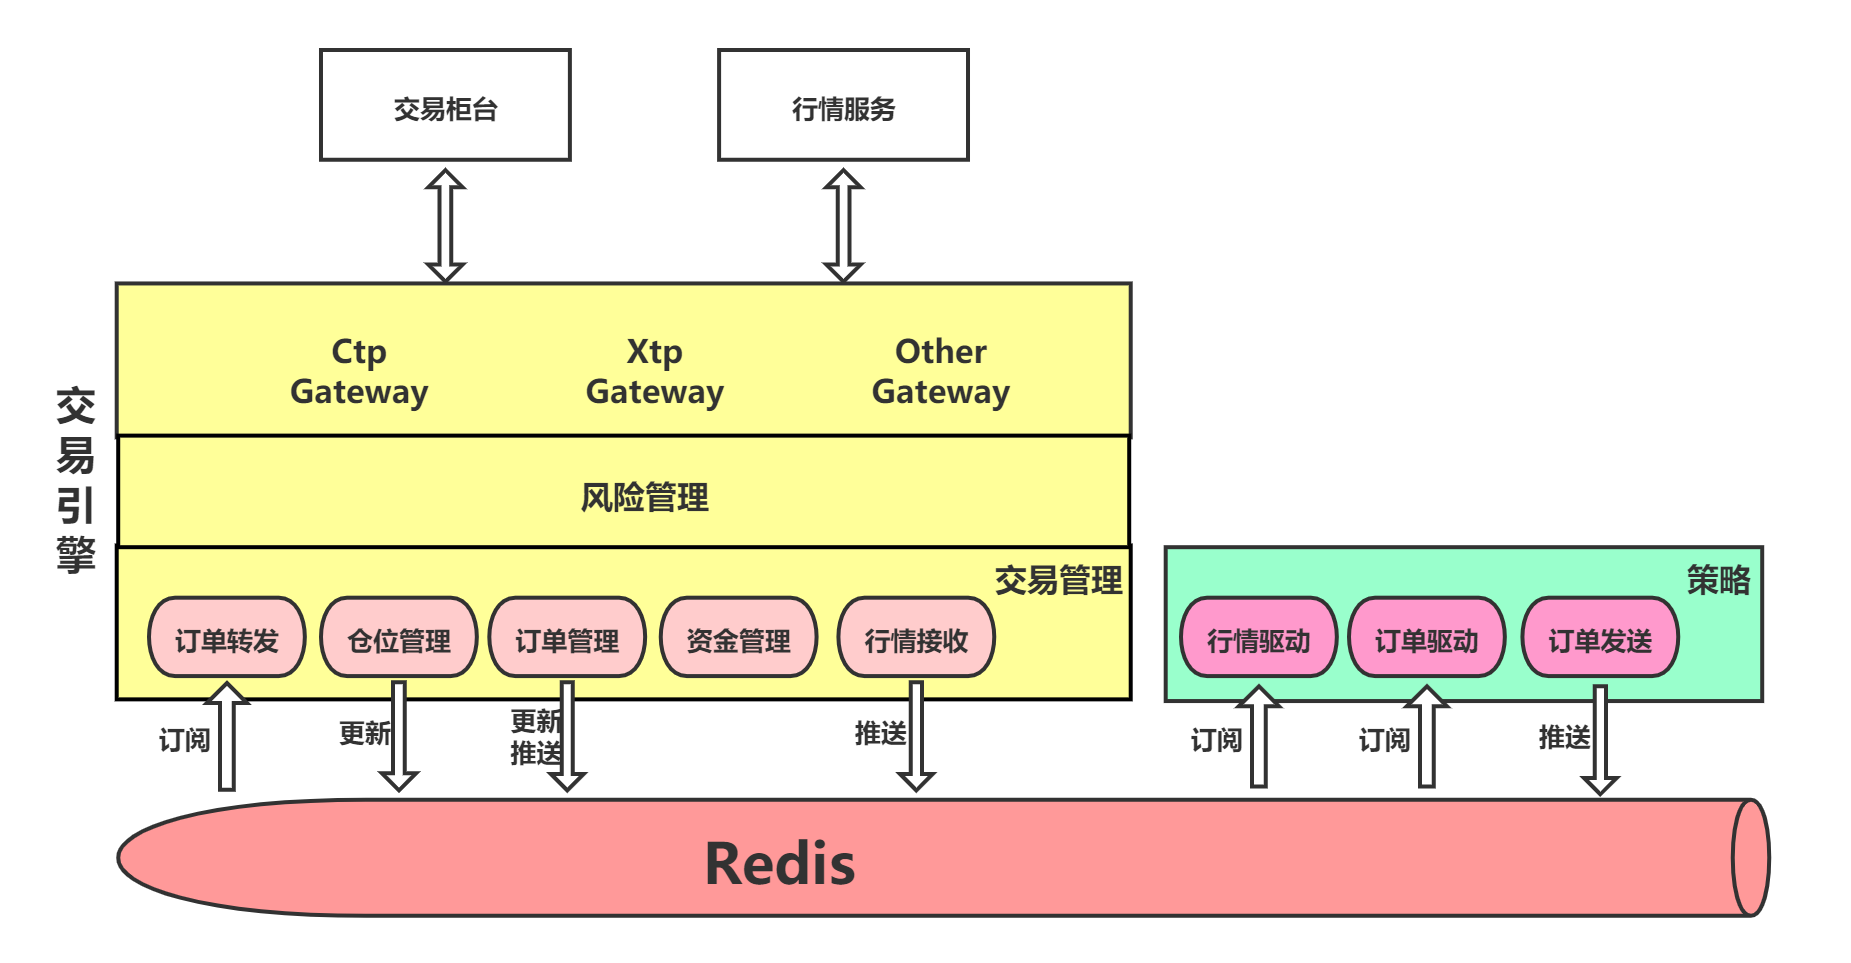 交易柜台
行情服务
Ctp
Gateway
Xtp
Gateway
Other
Gateway
交
易
引
擎
风险管理
交易管理
订单转发
仓位管理
订单管理
资金管理
行情接收
策略
行情驱动
订单驱动
订单发送
订阅
更新
更新
推送
推送
订阅
订阅
推送
Redis